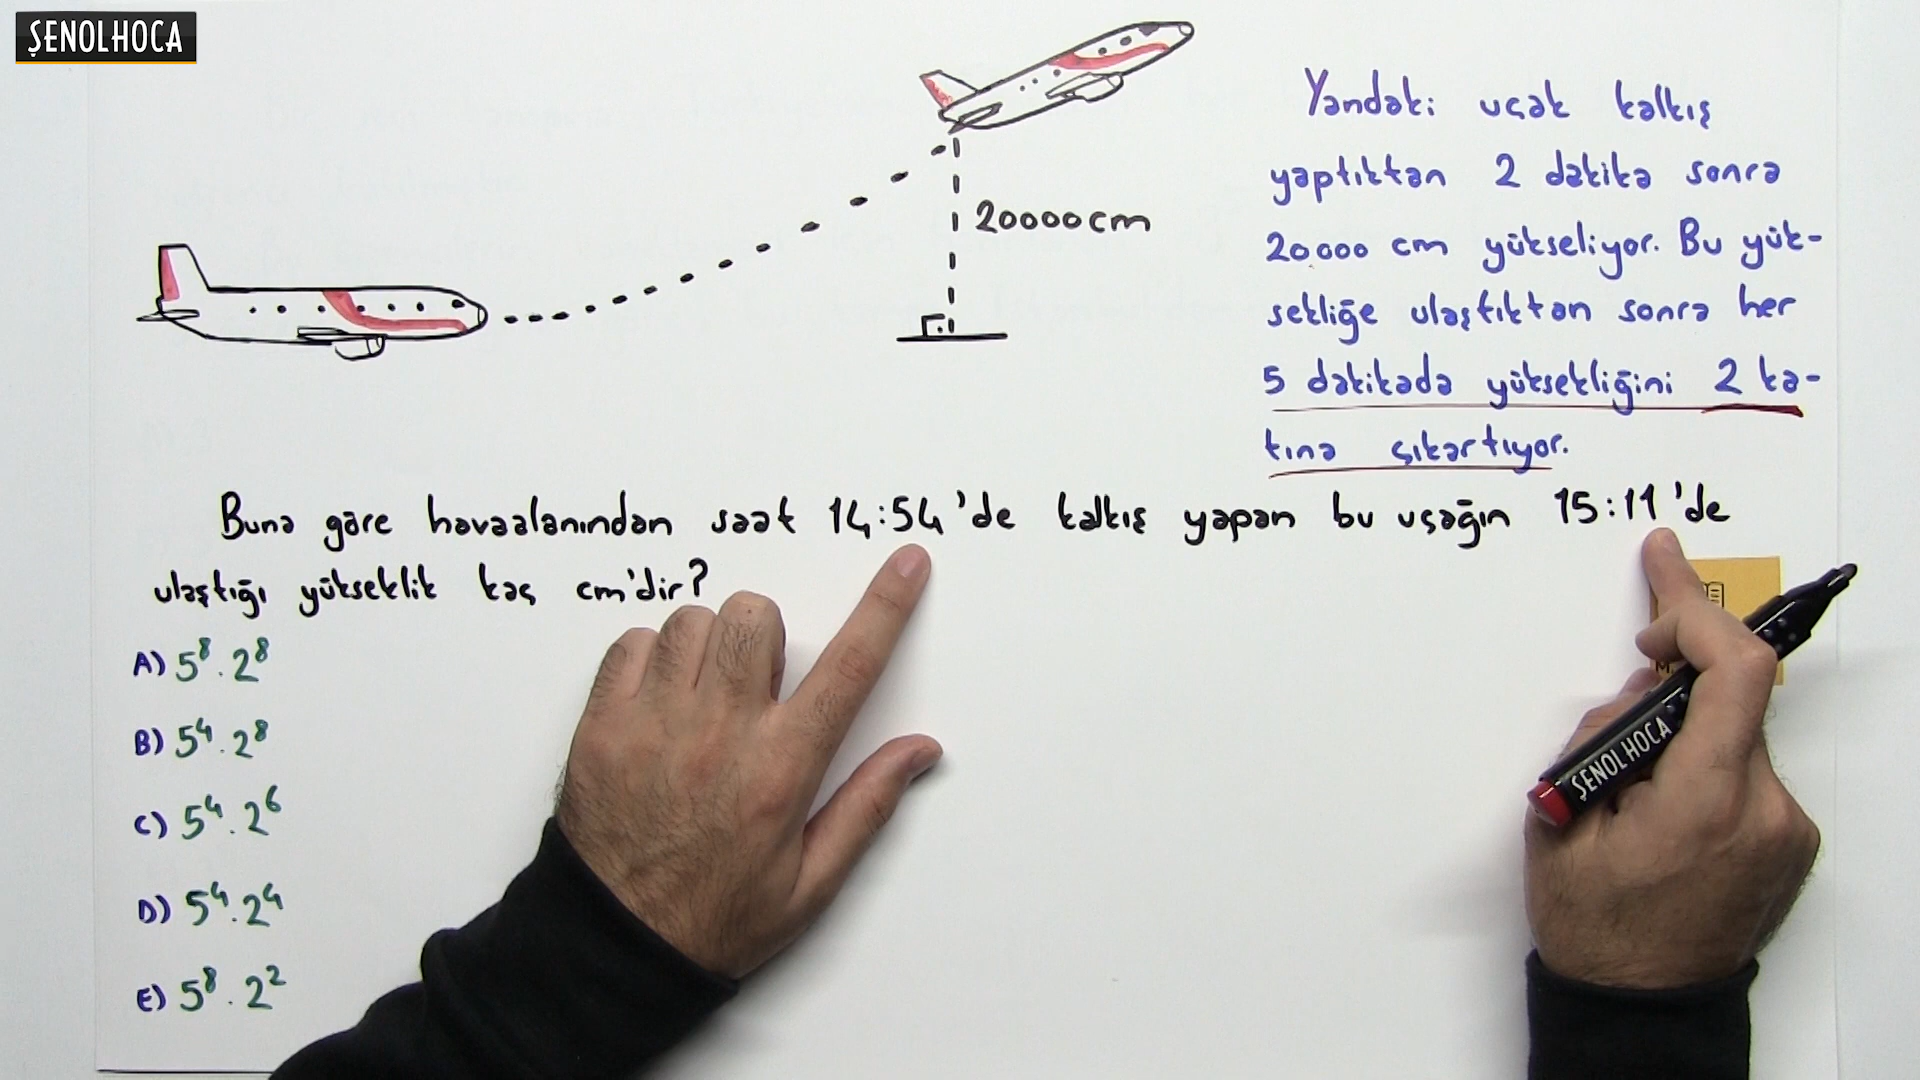 ŞENOLHOCA
20000cm
Yandaki uçak kalkış
yaptıktan 2 dakika sonra
20000 cm yükseliyor. Bu yük-
sekliğe ulaştıktan sonra her
5 dakikada yüksekliğini 2 ka-
tına çıkartıyor.
Buna göre havaalanından saat 14:54'de kalkış yapan bu uçağın 15:11'de
ulaştığı yükseklik kaç cm'dir?
A) 5⁸ . 2⁸
B) 5⁴ . 2⁸
C) 5⁴ . 2⁶
D) 5⁴ . 2⁴
E) 5⁸ . 2²
ŞENOLHOCA